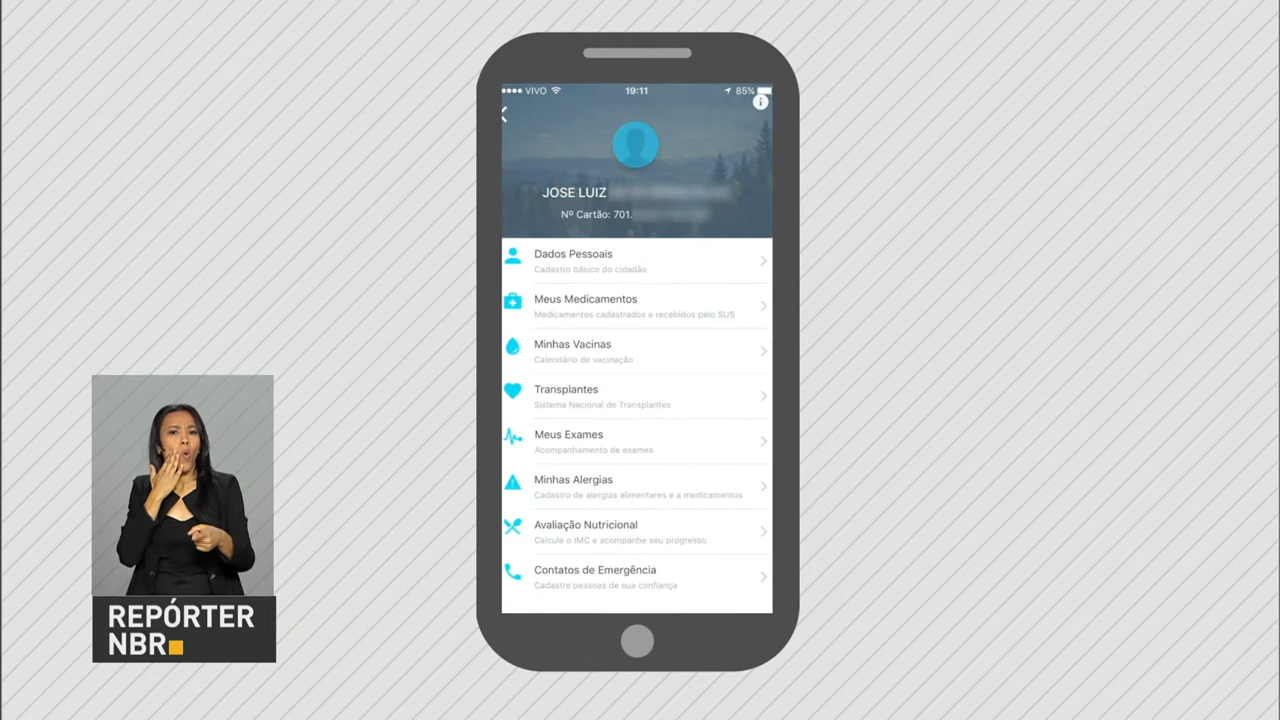 VIVO 19:11 85%
JOSE LUIZ
Nº Cartão: 701.
Dados Pessoais
Cadastro básico do cidadão
Meus Medicamentos
Medicamentos cadastrados e recebidos pelo SUS
Minhas Vacinas
Calendário de vacinação
Transplantes
Sistema Nacional de Transplantes
Meus Exames
Acompanhamento de exames
Minhas Alergias
Cadastro de alergias alimentares e a medicamentos
Avaliação Nutricional
Calcule o IMC e acompanhe seu progresso
Contatos de Emergência
Cadastre pessoas de sua confiança
REPÓRTER
NBR